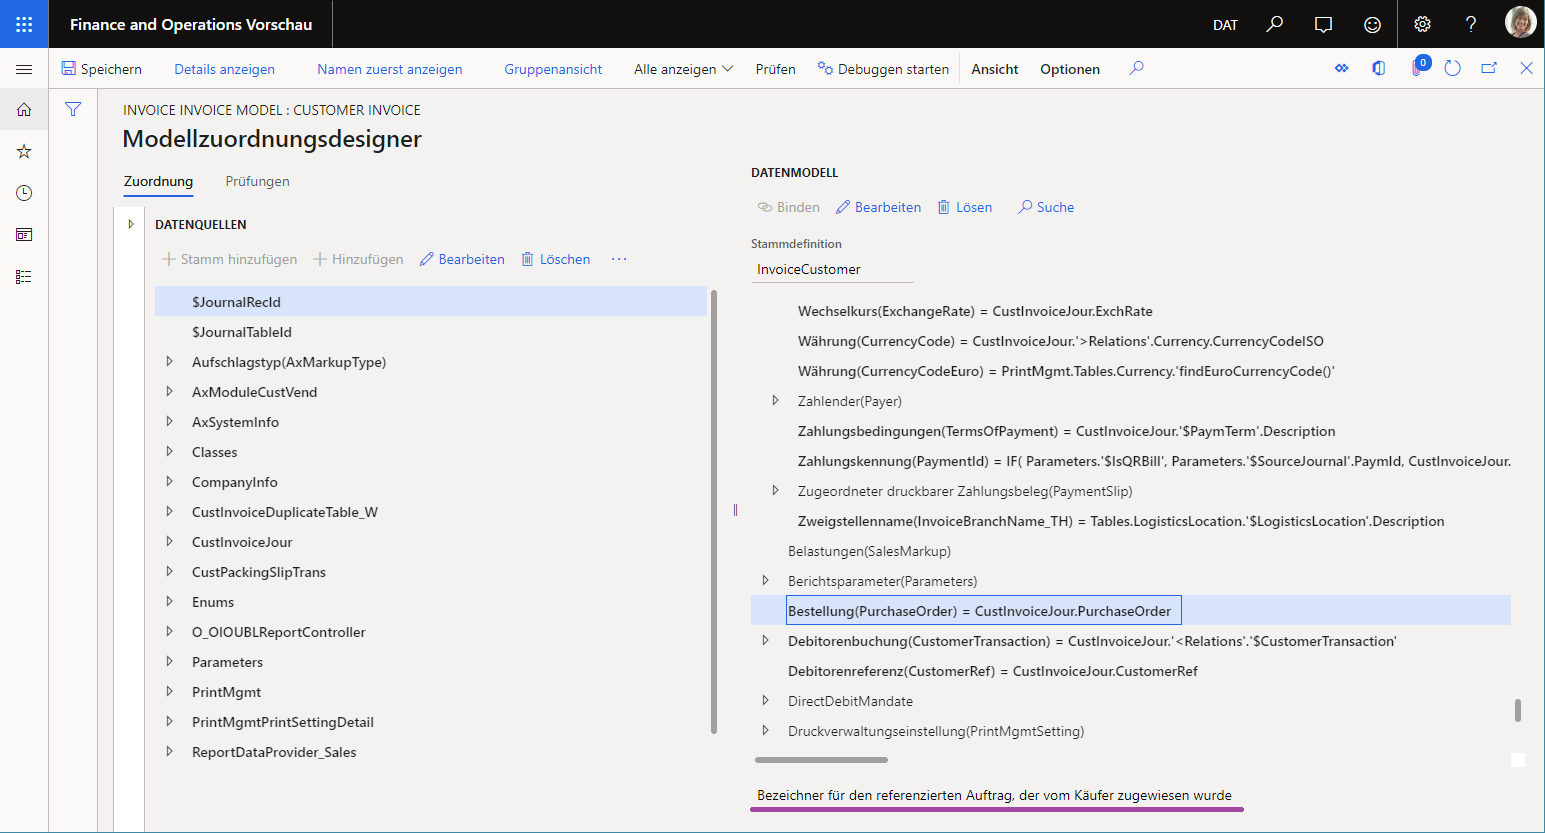 Finance and Operations Vorschau
DAT
Speichern
Details anzeigen
Namen zuerst anzeigen
Gruppenansicht
Alle anzeigen
Prüfen
Debuggen starten
Ansicht
Optionen
0
INVOICE INVOICE MODEL : CUSTOMER INVOICE
Modellzuordnungsdesigner
Zuordnung
Prüfungen
DATENQUELLEN
Stamm hinzufügen
Hinzufügen
Bearbeiten
Löschen
$JournalRecId
$JournalTableId
Aufschlagstyp(AxMarkupType)
AxModuleCustVend
AxSystemInfo
Classes
CompanyInfo
CustInvoiceDuplicateTable_W
CustInvoiceJour
CustPackingSlipTrans
Enums
O_OIOUBLReportController
Parameters
PrintMgmt
PrintMgmtPrintSettingDetail
ReportDataProvider_Sales
DATENMODELL
Binden
Bearbeiten
Lösen
Suche
Stammdefinition
InvoiceCustomer
Wechselkurs(ExchangeRate) = CustInvoiceJour.ExchRate
Währung(CurrencyCode) = CustInvoiceJour.'>Relations'.Currency.CurrencyCodeISO
Währung(CurrencyCodeEuro) = PrintMgmt.Tables.Currency.'findEuroCurrencyCode()'
Zahlender(Payer)
Zahlungsbedingungen(TermsOfPayment) = CustInvoiceJour.'$PaymTerm'.Description
Zahlungskennung(PaymentId) = IF( Parameters.'$IsQRBill', Parameters.'$SourceJournal'.PaymId, CustInvoiceJour.
Zugeordneter druckbarer Zahlungsbeleg(PaymentSlip)
Zweigstellenname(InvoiceBranchName_TH) = Tables.LogisticsLocation.'$LogisticsLocation'.Description
Belastungen(SalesMarkup)
Berichtsparameter(Parameters)
Bestellung(PurchaseOrder) = CustInvoiceJour.PurchaseOrder
Debitorenbuchung(CustomerTransaction) = CustInvoiceJour.'<Relations'.'$CustomerTransaction'
Debitorenreferenz(CustomerRef) = CustInvoiceJour.CustomerRef
DirectDebitMandate
Druckverwaltungseinstellung(PrintMgmtSetting)
Bezeichner für den referenzierten Auftrag, der vom Käufer zugewiesen wurde